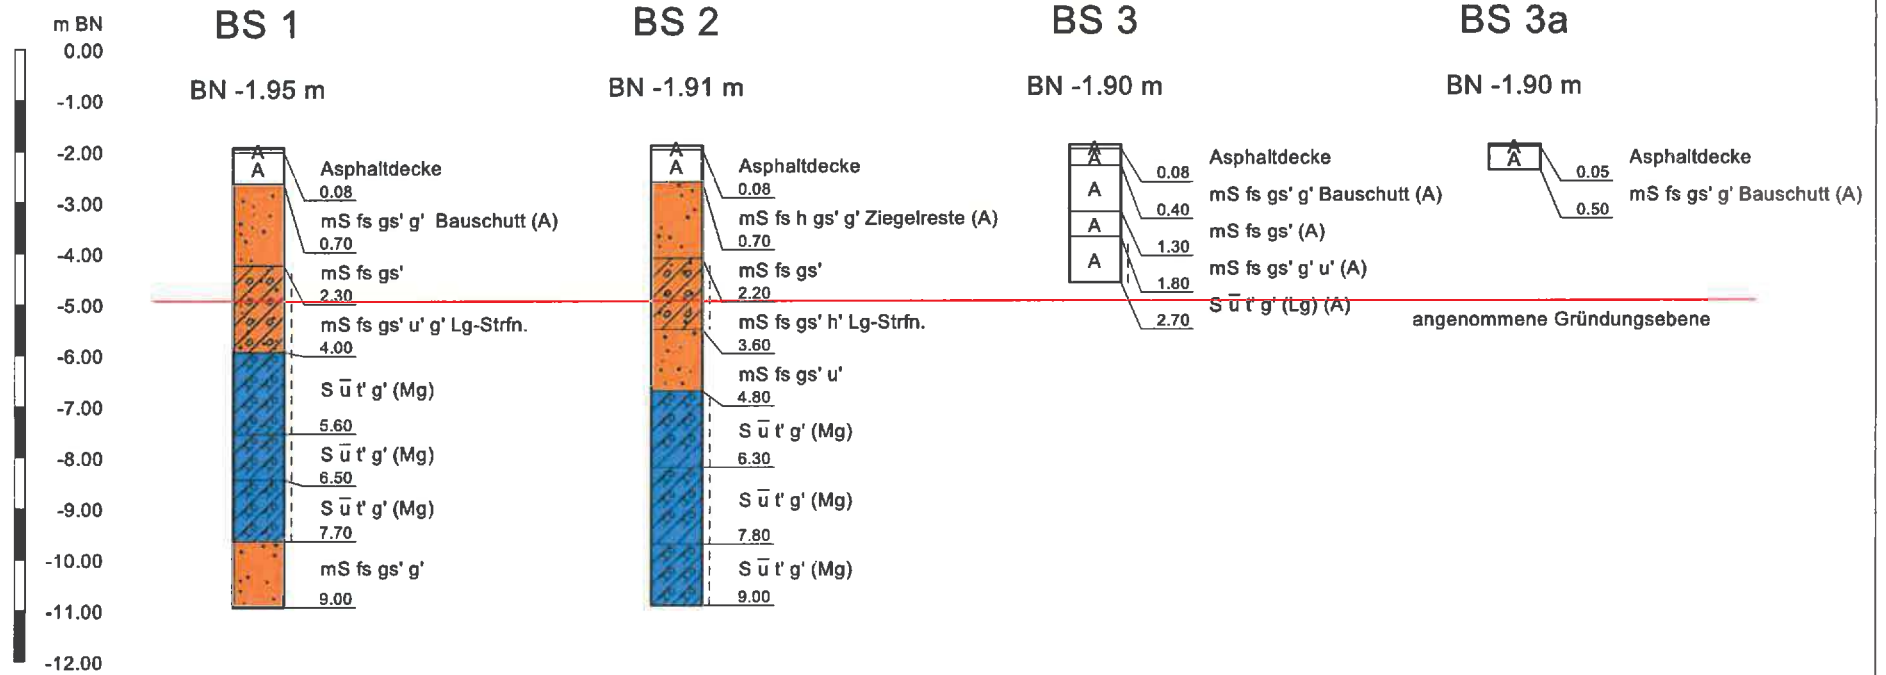 m BN
0.00
-1.00
-2.00
-3.00
-4.00
-5.00
-6.00
-7.00
-8.00
-9.00
-10.00
-11.00
-12.00
BS 1
BN -1.95 m
A
A
Asphaltdecke
0.08
mS fs gs' g' Bauschutt (A)
0.70
mS fs gs'
2.30
mS fs gs' u' g' Lg-Strfn.
4.00
S ū t' g' (Mg)
5.60
S ū t' g' (Mg)
6.50
S ū t' g' (Mg)
7.70
mS fs gs' g'
9.00
BS 2
BN -1.91 m
A
A
Asphaltdecke
0.08
mS fs h gs' g' Ziegelreste (A)
0.70
mS fs gs'
2.20
mS fs gs' h' Lg-Strfn.
3.60
mS fs gs' u'
4.80
S ū t' g' (Mg)
6.30
S ū t' g' (Mg)
7.80
S ū t' g' (Mg)
9.00
BS 3
BN -1.90 m
A
A
A
A
A
Asphaltdecke
0.08
mS fs gs' g' Bauschutt (A)
0.40
mS fs gs' (A)
1.30
mS fs gs' g' u' (A)
1.80
S ū t' g' (Lg) (A)
2.70
BS 3a
BN -1.90 m
A
A
Asphaltdecke
0.05
mS fs gs' g' Bauschutt (A)
0.50
angenommene Gründungsebene